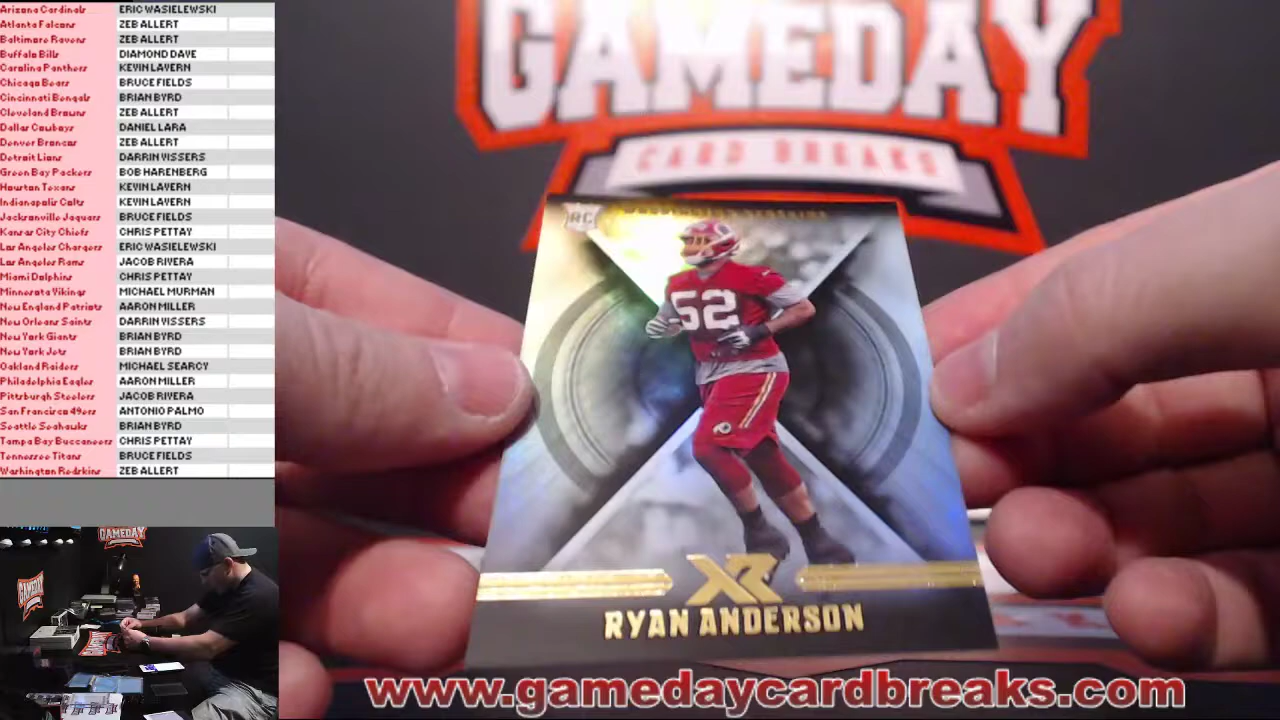 Arizona Cardinals ERIC WASIELEWSKI
Atlanta Falcons ZEB ALLERT
Baltimore Ravens ZEB ALLERT
Buffalo Bills DIAMOND DAVE
Carolina Panthers KEVIN LAVERN
Chicago Bears BRUCE FIELDS
Cincinnati Bengals BRIAN BYRD
Cleveland Browns ZEB ALLERT
Dallas Cowboys DANIEL LARA
Denver Broncos ZEB ALLERT
Detroit Lions DARRIN VISSERS
Green Bay Packers BOB HARENBERG
Houston Texans KEVIN LAVERN
Indianapolis Colts KEVIN LAVERN
Jacksonville Jaguars BRUCE FIELDS
Kansas City Chiefs CHRIS PETTAY
Los Angeles Chargers ERIC WASIELEWSKI
Los Angeles Rams JACOB RIVERA
Miami Dolphins CHRIS PETTAY
Minnesota Vikings MICHAEL MURMAN
New England Patriots AARON MILLER
New Orleans Saints DARRIN VISSERS
New York Giants BRIAN BYRD
New York Jets BRIAN BYRD
Oakland Raiders MICHAEL SEARCY
Philadelphia Eagles AARON MILLER
Pittsburgh Steelers JACOB RIVERA
San Francisco 49ers ANTONIO PALMO
Seattle Seahawks BRIAN BYRD
Tampa Bay Buccaneers CHRIS PETTAY
Tennessee Titans BRUCE FIELDS
Washington Redskins ZEB ALLERT
GAMEDAY
CARD BREAKS
RC
52
XR
RYAN ANDERSON
www.gamedaycardbreaks.com
GAMEDAY
GAMEDAY